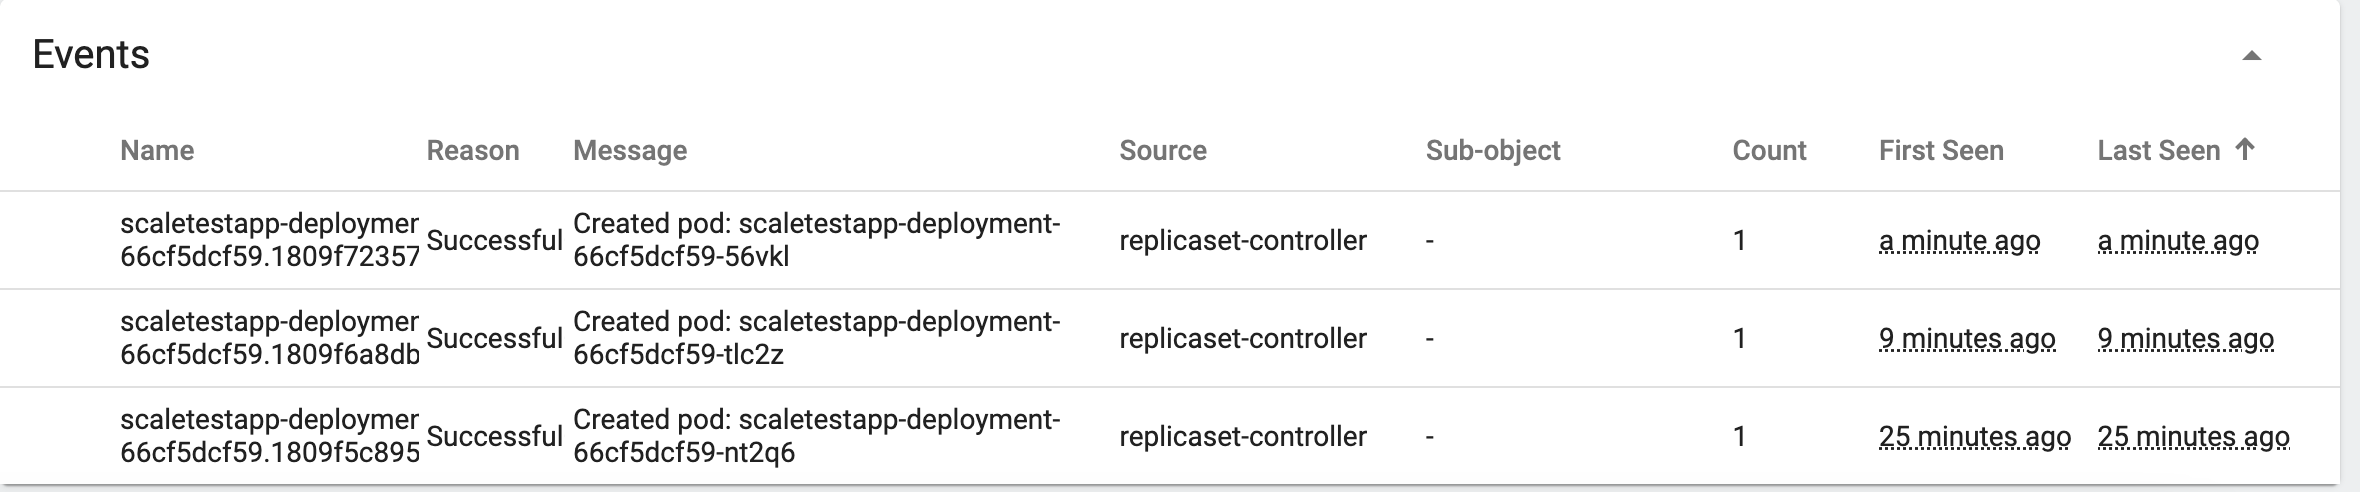 Events
Name Reason Message Source Sub-object Count First Seen Last Seen
scaletestapp-deploymer Successful Created pod: scaletestapp-deployment- replicaset-controller - 1 a minute ago a minute ago
66cf5dcf59.1809f72357 66cf5dcf59-56vkl
scaletestapp-deploymer Successful Created pod: scaletestapp-deployment- replicaset-controller - 1 9 minutes ago 9 minutes ago
66cf5dcf59.1809f6a8db 66cf5dcf59-tlc2z
scaletestapp-deploymer Successful Created pod: scaletestapp-deployment- replicaset-controller - 1 25 minutes ago 25 minutes ago
66cf5dcf59.1809f5c895 66cf5dcf59-nt2q6